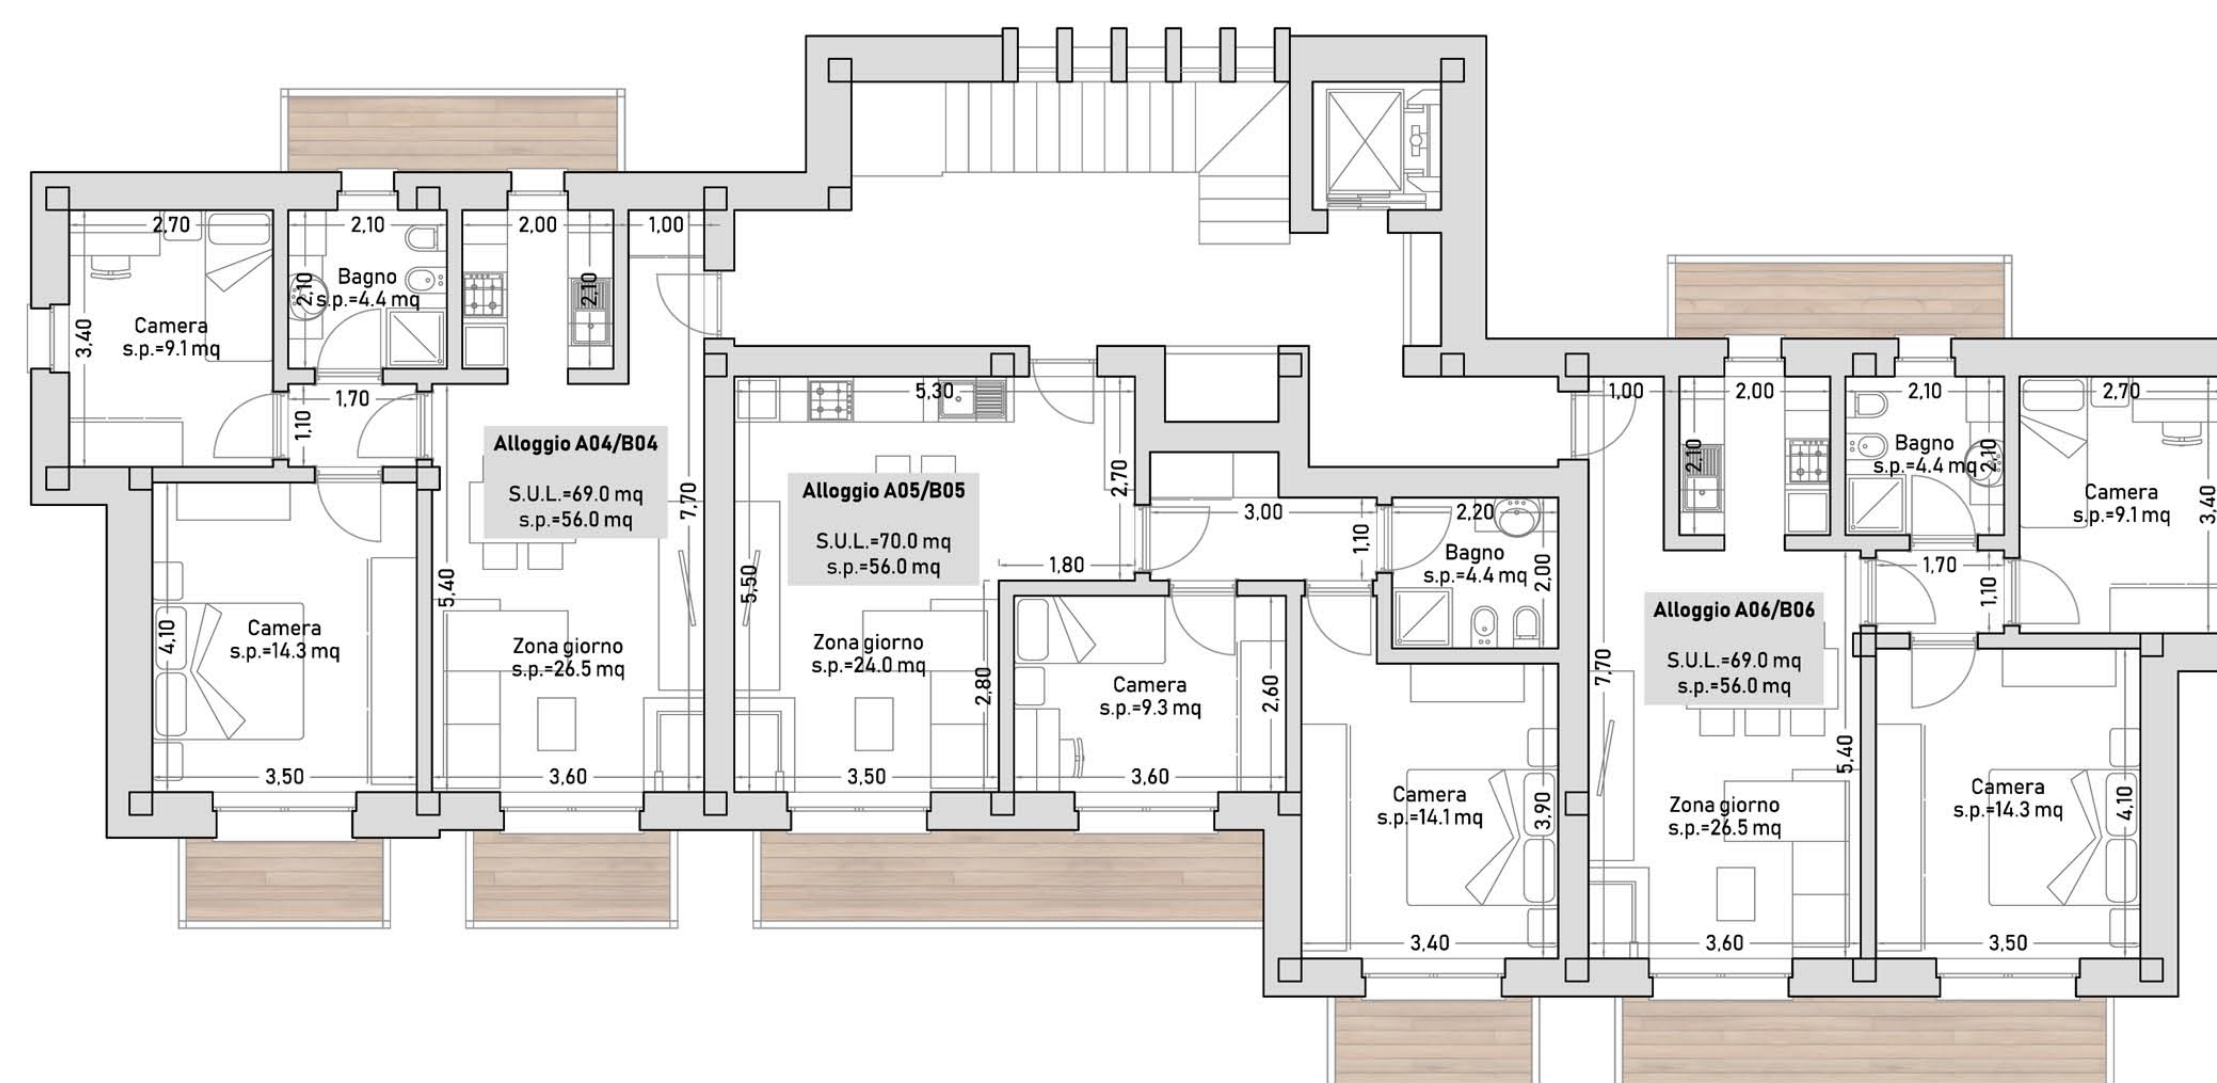 2,70
2,10
2,00
1,00
2,10
Bagno
s.p.=4.4 mq
2,10
3,40
Camera
s.p.=9.1 mq
1,70
1,10
Alloggio A04/B04
S.U.L.=69.0 mq
s.p.=56.0 mq
7,70
5,40
4,10
Camera
s.p.=14.3 mq
Zona giorno
s.p.=26.5 mq
3,50
3,60
5,30
2,70
Alloggio A05/B05
S.U.L.=70.0 mq
s.p.=56.0 mq
5,50
1,80
Zona giorno
s.p.=24.0 mq
2,80
3,50
Camera
s.p.=9.3 mq
2,60
3,60
3,00
1,10
2,20
Bagno
s.p.=4.4 mq
2,00
Camera
s.p.=14.1 mq
3,90
3,40
1,00
2,00
2,10
2,70
2,10
Bagno
s.p.=4.4 mq
2,10
Camera
s.p.=9.1 mq
3,40
1,70
1,10
Alloggio A06/B06
S.U.L.=69.0 mq
s.p.=56.0 mq
7,70
5,40
Zona giorno
s.p.=26.5 mq
Camera
s.p.=14.3 mq
4,10
3,60
3,50